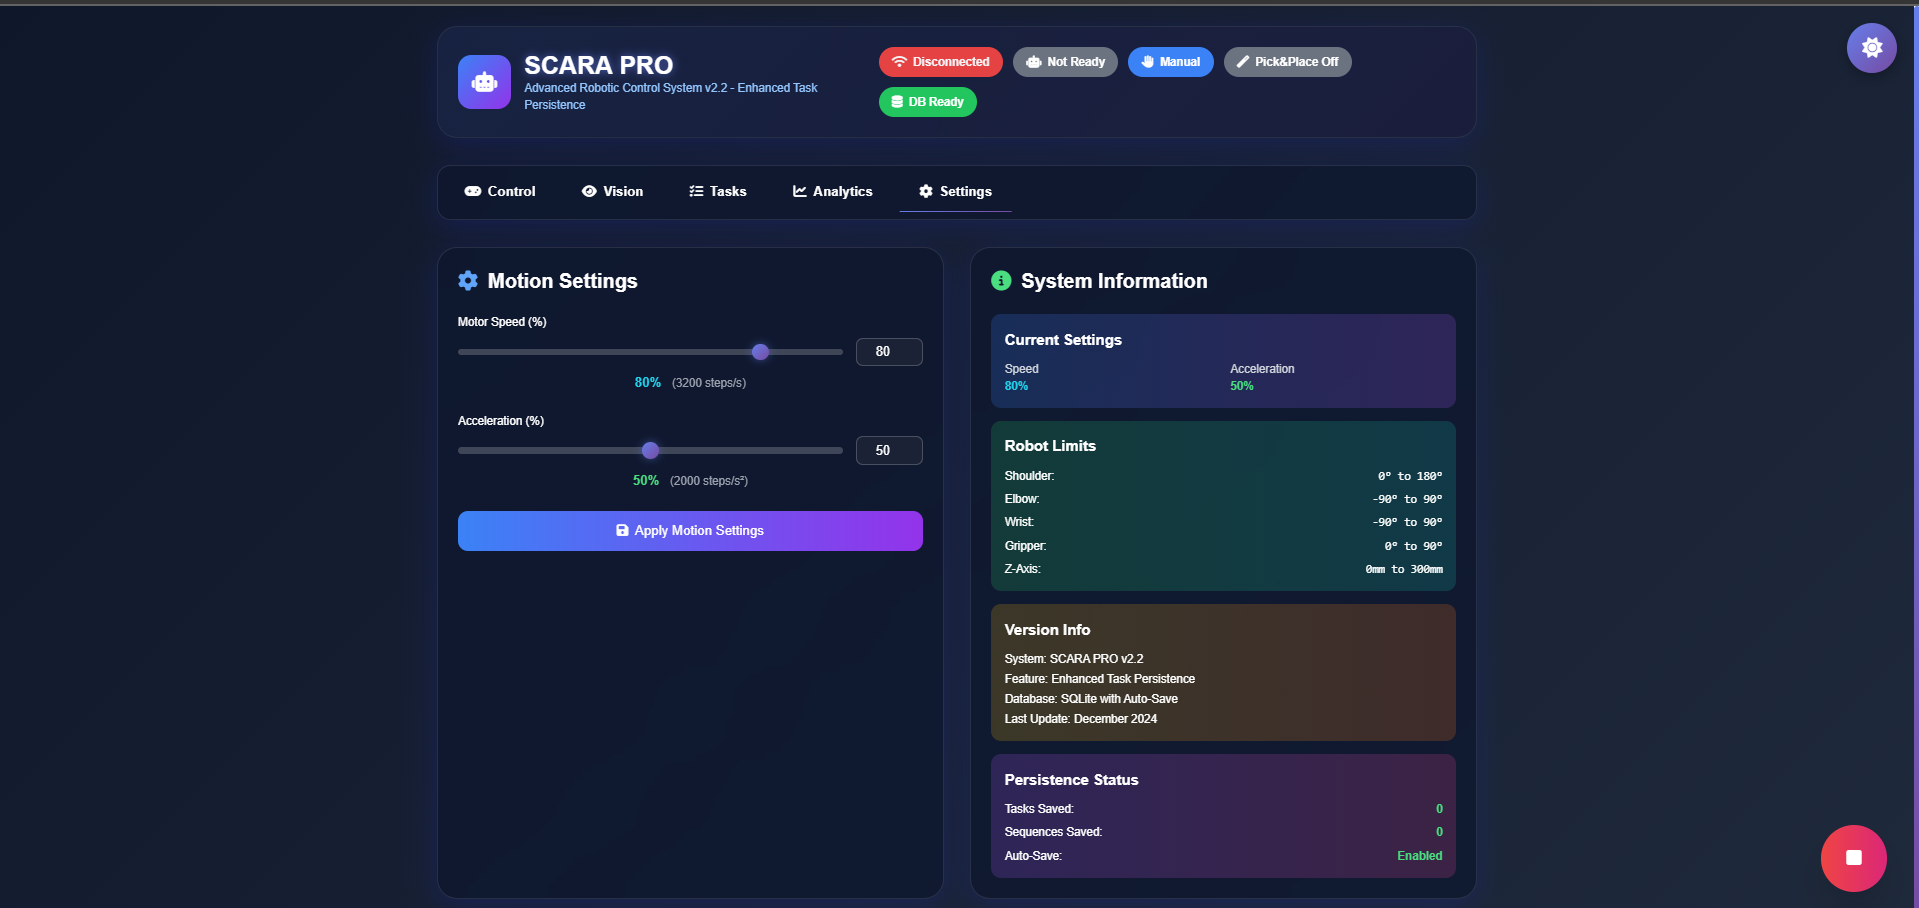 SCARA PRO
Advanced Robotic Control System v2.2 - Enhanced Task
Persistence
Disconnected
Not Ready
Manual
Pick&Place Off
DB Ready
Control
Vision
Tasks
Analytics
Settings
Motion Settings
Motor Speed (%)
80
80% (3200 steps/s)
Acceleration (%)
50
50% (2000 steps/s²)
Apply Motion Settings
System Information
Current Settings
Speed
80%
Acceleration
50%
Robot Limits
Shoulder: 0° to 180°
Elbow: -90° to 90°
Wrist: -90° to 90°
Gripper: 0° to 90°
Z-Axis: 0mm to 300mm
Version Info
System: SCARA PRO v2.2
Feature: Enhanced Task Persistence
Database: SQLite with Auto-Save
Last Update: December 2024
Persistence Status
Tasks Saved: 0
Sequences Saved: 0
Auto-Save: Enabled